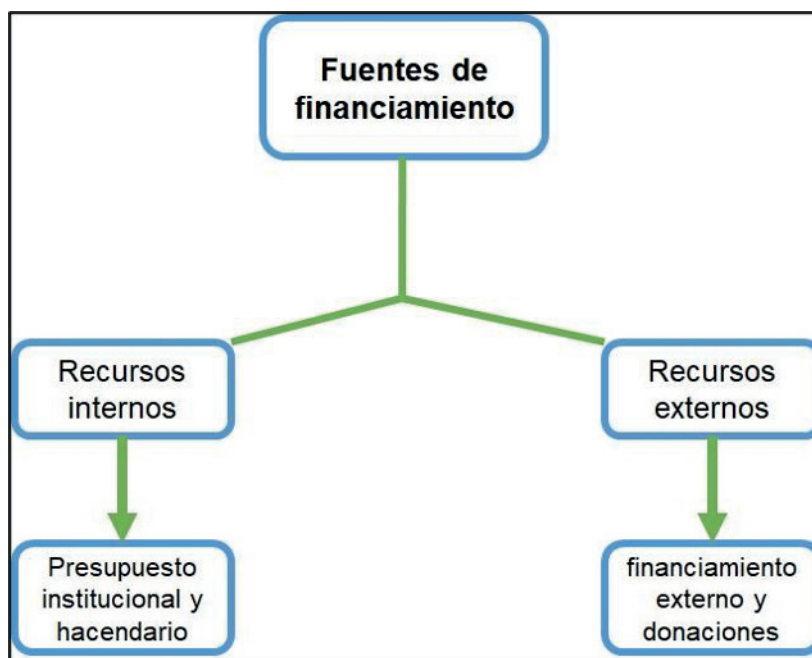 Fuentes de
financiamiento
Recursos
internos
Recursos
externos
Presupuesto
institucional y
hacendario
financiamiento
externo y
donaciones